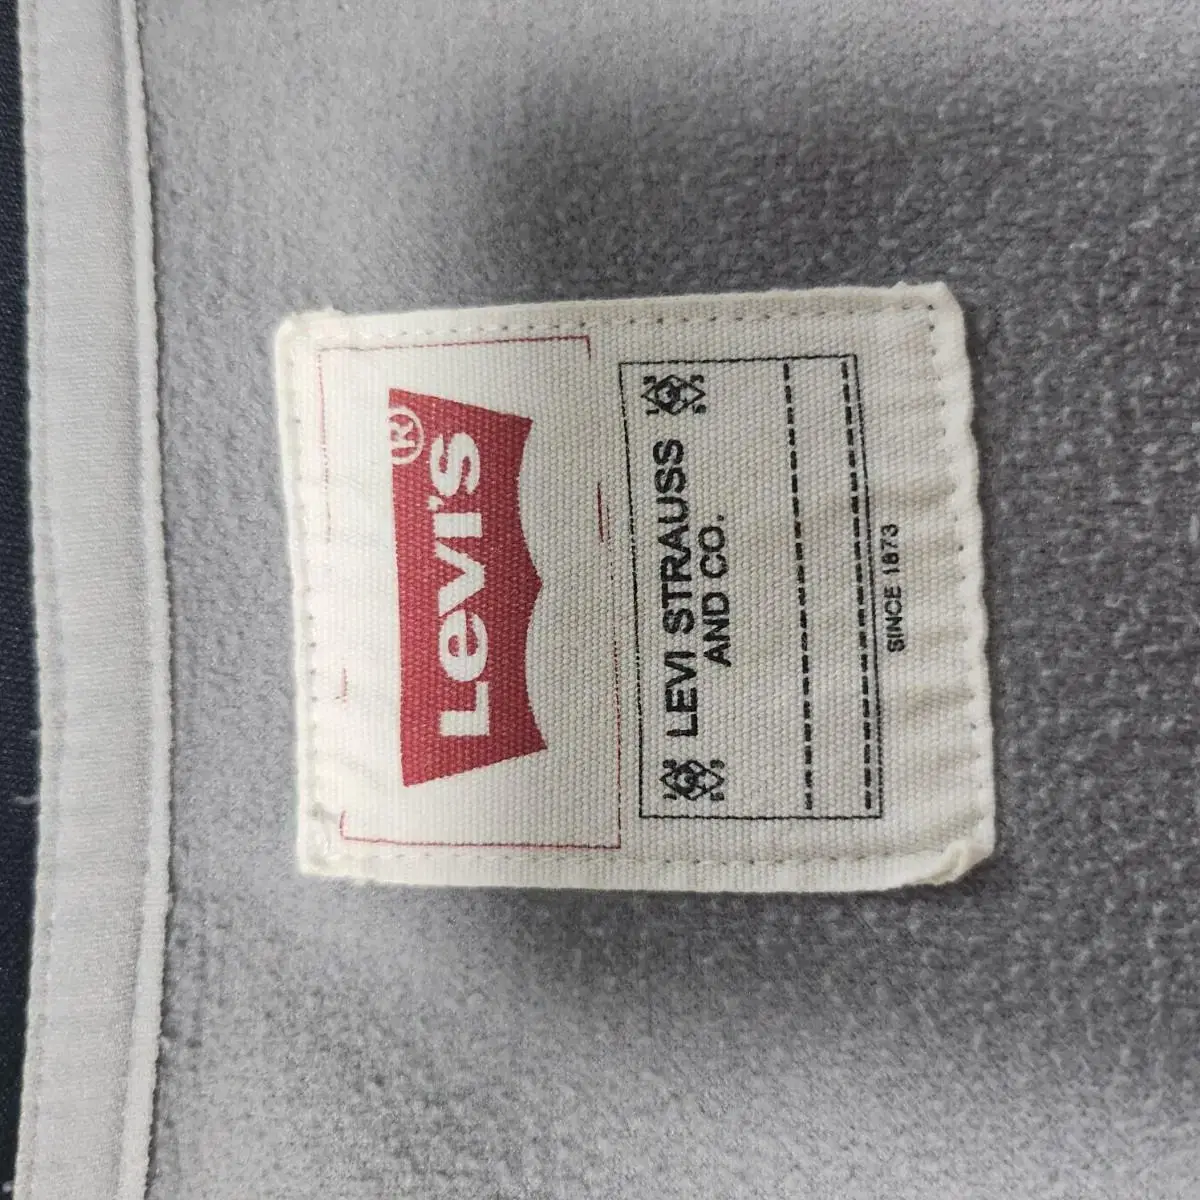 Levi's®
LEVI STRAUSS
AND CO.
SINCE 1873